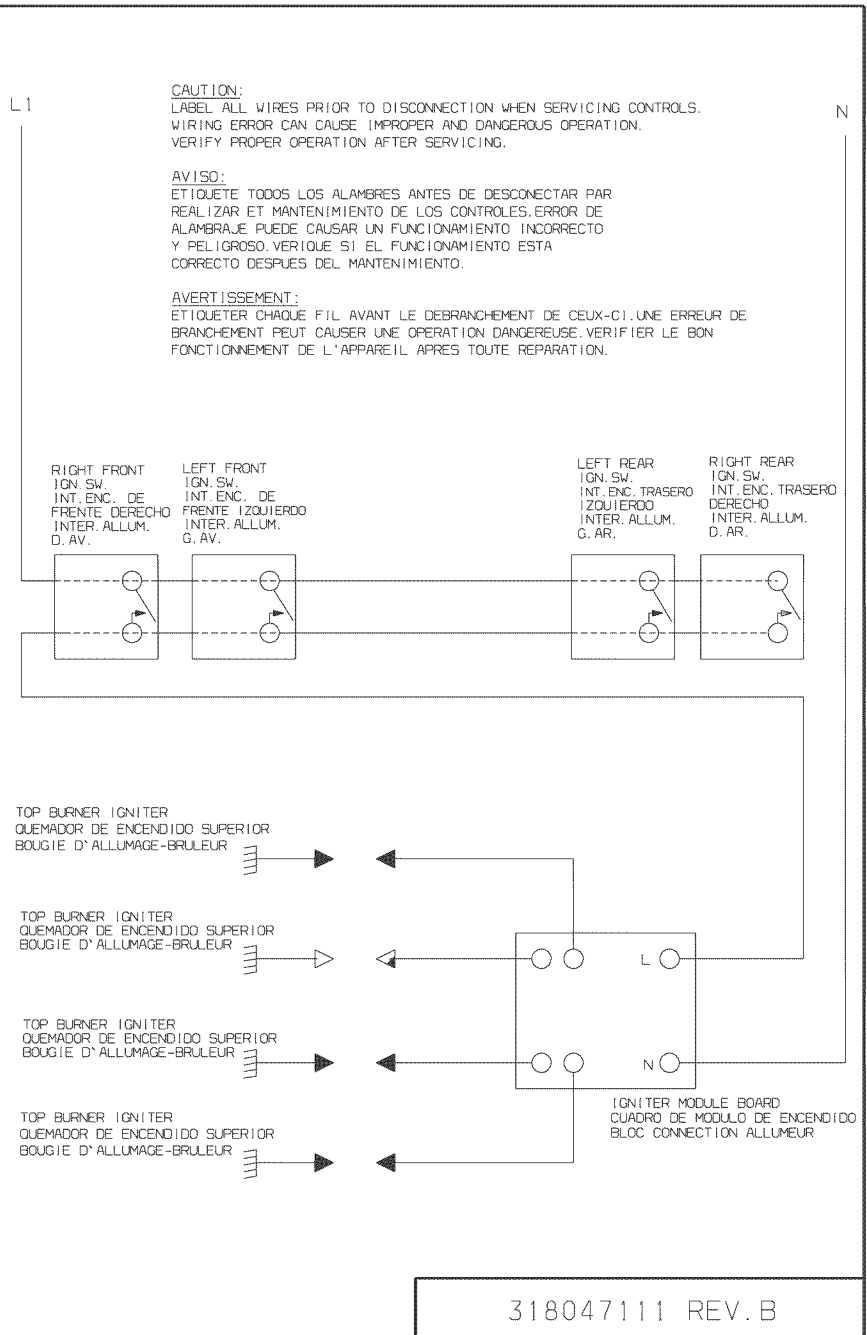 L1
CAUTION:
LABEL ALL WIRES PRIOR TO DISCONNECTION WHEN SERVICING CONTROLS.
WIRING ERROR CAN CAUSE IMPROPER AND DANGEROUS OPERATION.
VERIFY PROPER OPERATION AFTER SERVICING.
N
AVISO:
ETIQUETE TODOS LOS ALAMBRES ANTES DE DESCONECTAR PAR
REALIZAR ET MANTENIMIENTO DE LOS CONTROLES.ERROR DE
ALAMBRAJE PUEDE CAUSAR UN FUNCIONAMIENTO INCORRECTO
Y PELIGROSO.VERIQUE SI EL FUNCIONAMIENTO ESTA
CORRECTO DESPUES DEL MANTENIMIENTO.
AVERTISSEMENT:
ETIQUETER CHAQUE FIL AVANT LE DEBRANCHEMENT DE CEUX-CI.UNE ERREUR DE
BRANCHEMENT PEUT CAUSER UNE OPERATION DANGEREUSE.VERIFIER LE BON
FONCTIONNEMENT DE L'APPAREIL APRES TOUTE REPARATION.
RIGHT FRONT
IGN.SW.
INT.ENC. DE
FRENTE DERECHO
INTER.ALLUM.
D.AV.
LEFT FRONT
IGN.SW.
INT.ENC. DE
FRENTE IZQUIERDO
INTER.ALLUM.
G.AV.
LEFT REAR
IGN.SW.
INT.ENC.TRASERO
IZQUIERDO
INTER.ALLUM.
G.AR.
RIGHT REAR
IGN.SW.
INT.ENC.TRASERO
DERECHO
INTER.ALLUM.
D.AR.
TOP BURNER IGNITER
QUEMADOR DE ENCENDIDO SUPERIOR
BOUGIE D'ALLUMAGE-BRULEUR
TOP BURNER IGNITER
QUEMADOR DE ENCENDIDO SUPERIOR
BOUGIE D'ALLUMAGE-BRULEUR
L
TOP BURNER IGNITER
QUEMADOR DE ENCENDIDO SUPERIOR
BOUGIE D'ALLUMAGE-BRULEUR
N
IGNITER MODULE BOARD
CUADRO DE MODULO DE ENCENDIDO
BLOC CONNECTION ALLUMEUR
TOP BURNER IGNITER
QUEMADOR DE ENCENDIDO SUPERIOR
BOUGIE D'ALLUMAGE-BRULEUR
318047111 REV.B